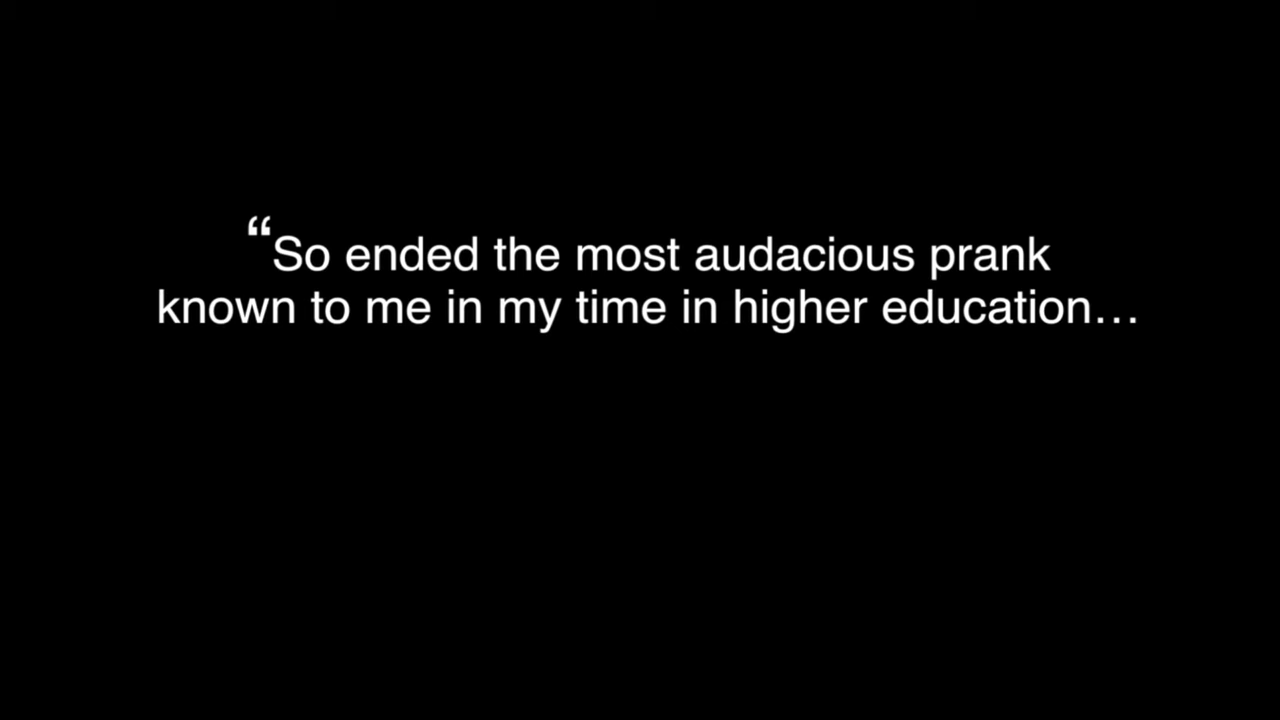 “So ended the most audacious prank
known to me in my time in higher education…